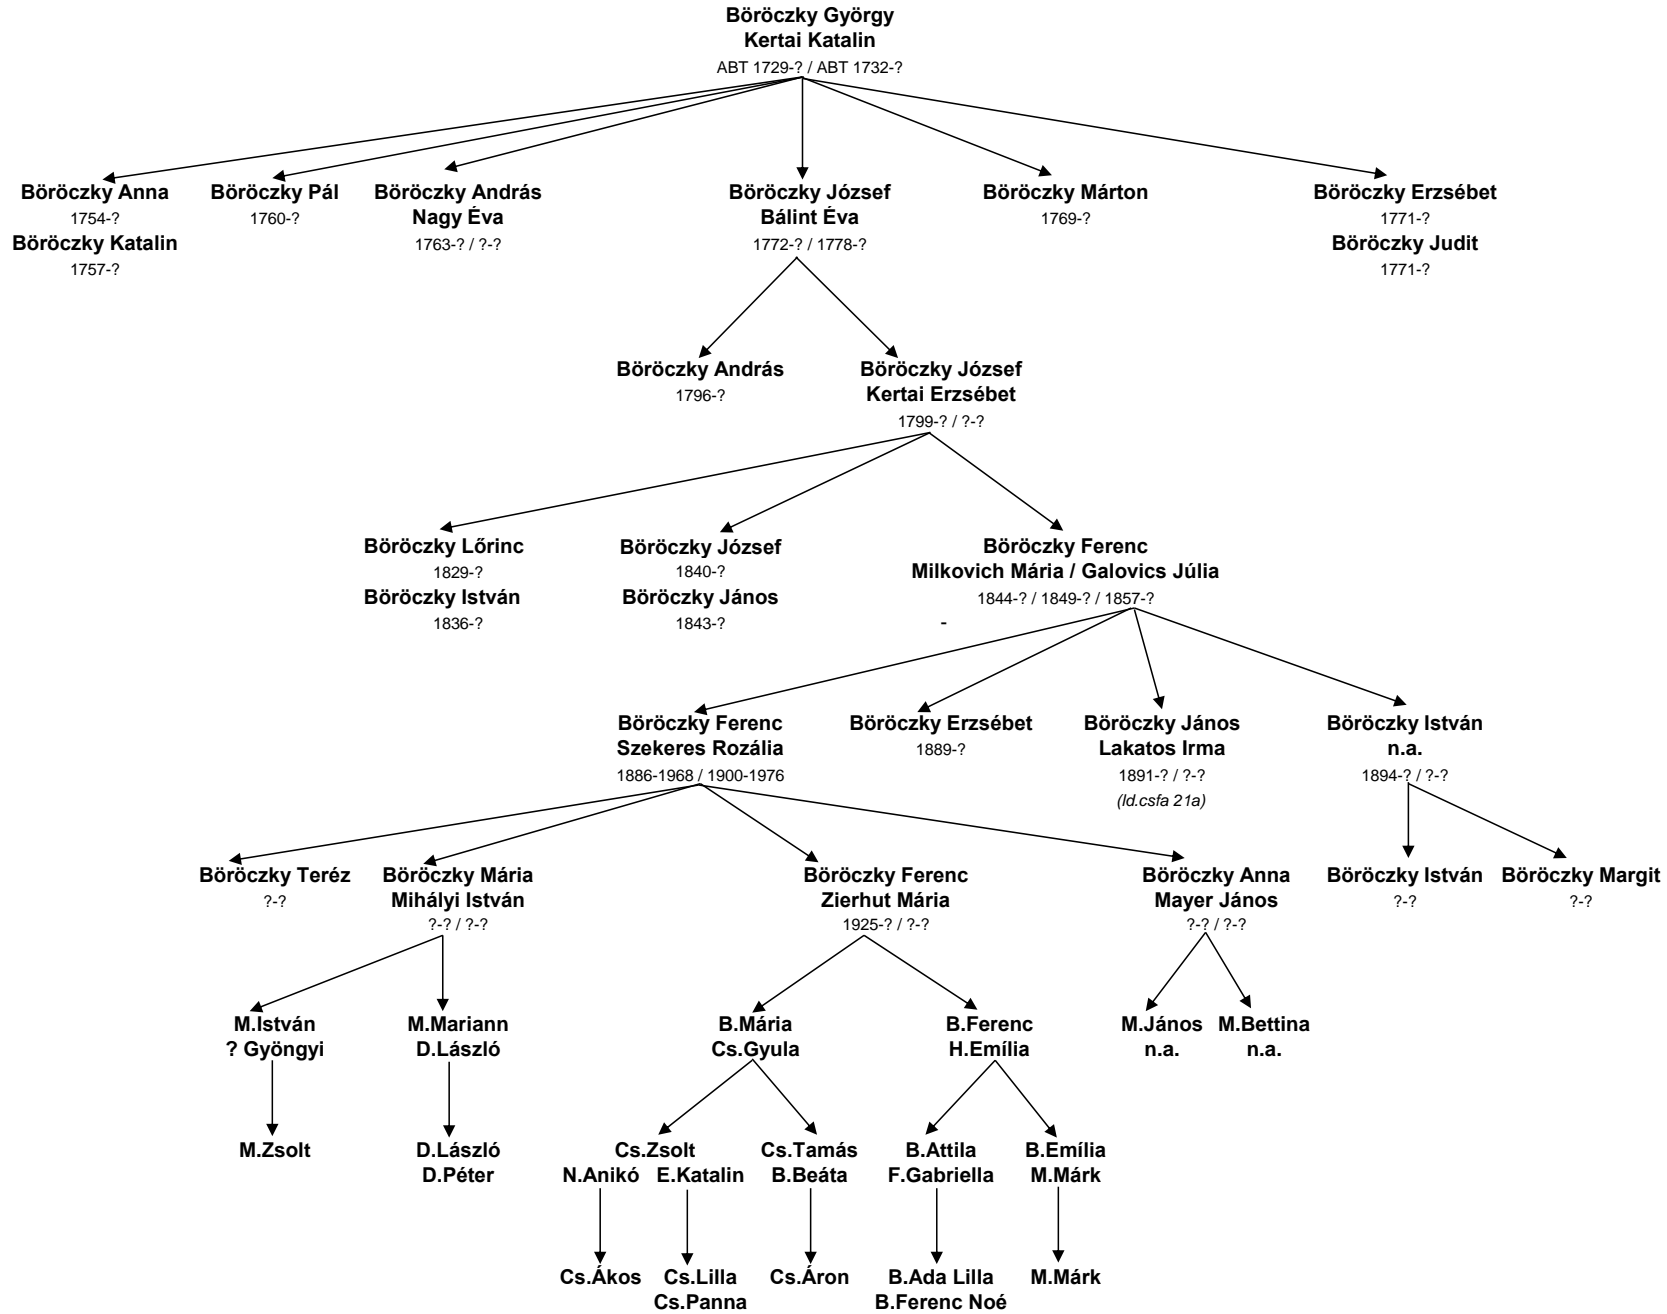 Böröczky György
Kertai Katalin
ABT 1729-? / ABT 1732-?
Böröczky Anna
1754-?
Böröczky Katalin
1757-?
Böröczky Pál
1760-?
Böröczky András
Nagy Éva
1763-? / ?-?
Böröczky József
Bálint Éva
1772-? / 1778-?
Böröczky Márton
1769-?
Böröczky Erzsébet
1771-?
Böröczky Judit
1771-?
Böröczky András
1796-?
Böröczky József
Kertai Erzsébet
1799-? / ?-?
Böröczky Lőrinc
1829-?
Böröczky István
1836-?
Böröczky József
1840-?
Böröczky János
1843-?
Böröczky Ferenc
Milkovich Mária / Galovics Júlia
1844-? / 1849-? / 1857-?
-
Böröczky Ferenc
Szekeres Rozália
1886-1968 / 1900-1976
Böröczky Erzsébet
1889-?
Böröczky János
Lakatos Irma
1891-? / ?-?
(ld.csfa 21a)
Böröczky István
n.a.
1894-? / ?-?
Böröczky Teréz
?-?
Böröczky Mária
Mihályi István
?-? / ?-?
Böröczky Ferenc
Zierhut Mária
1925-? / ?-?
Böröczky Anna
Mayer János
?-? / ?-?
Böröczky István
?-?
Böröczky Margit
?-?
M.István
? Gyöngyi
M.Mariann
D.László
B.Mária
Cs.Gyula
B.Ferenc
H.Emília
M.János
n.a.
M.Bettina
n.a.
M.Zsolt
D.László
D.Péter
Cs.Zsolt
N.Anikó E.Katalin
Cs.Tamás
B.Beáta
B.Attila
F.Gabriella
B.Emília
M.Márk
Cs.Ákos
Cs.Lilla
Cs.Panna
Cs.Áron
B.Ada Lilla
B.Ferenc Noé
M.Márk